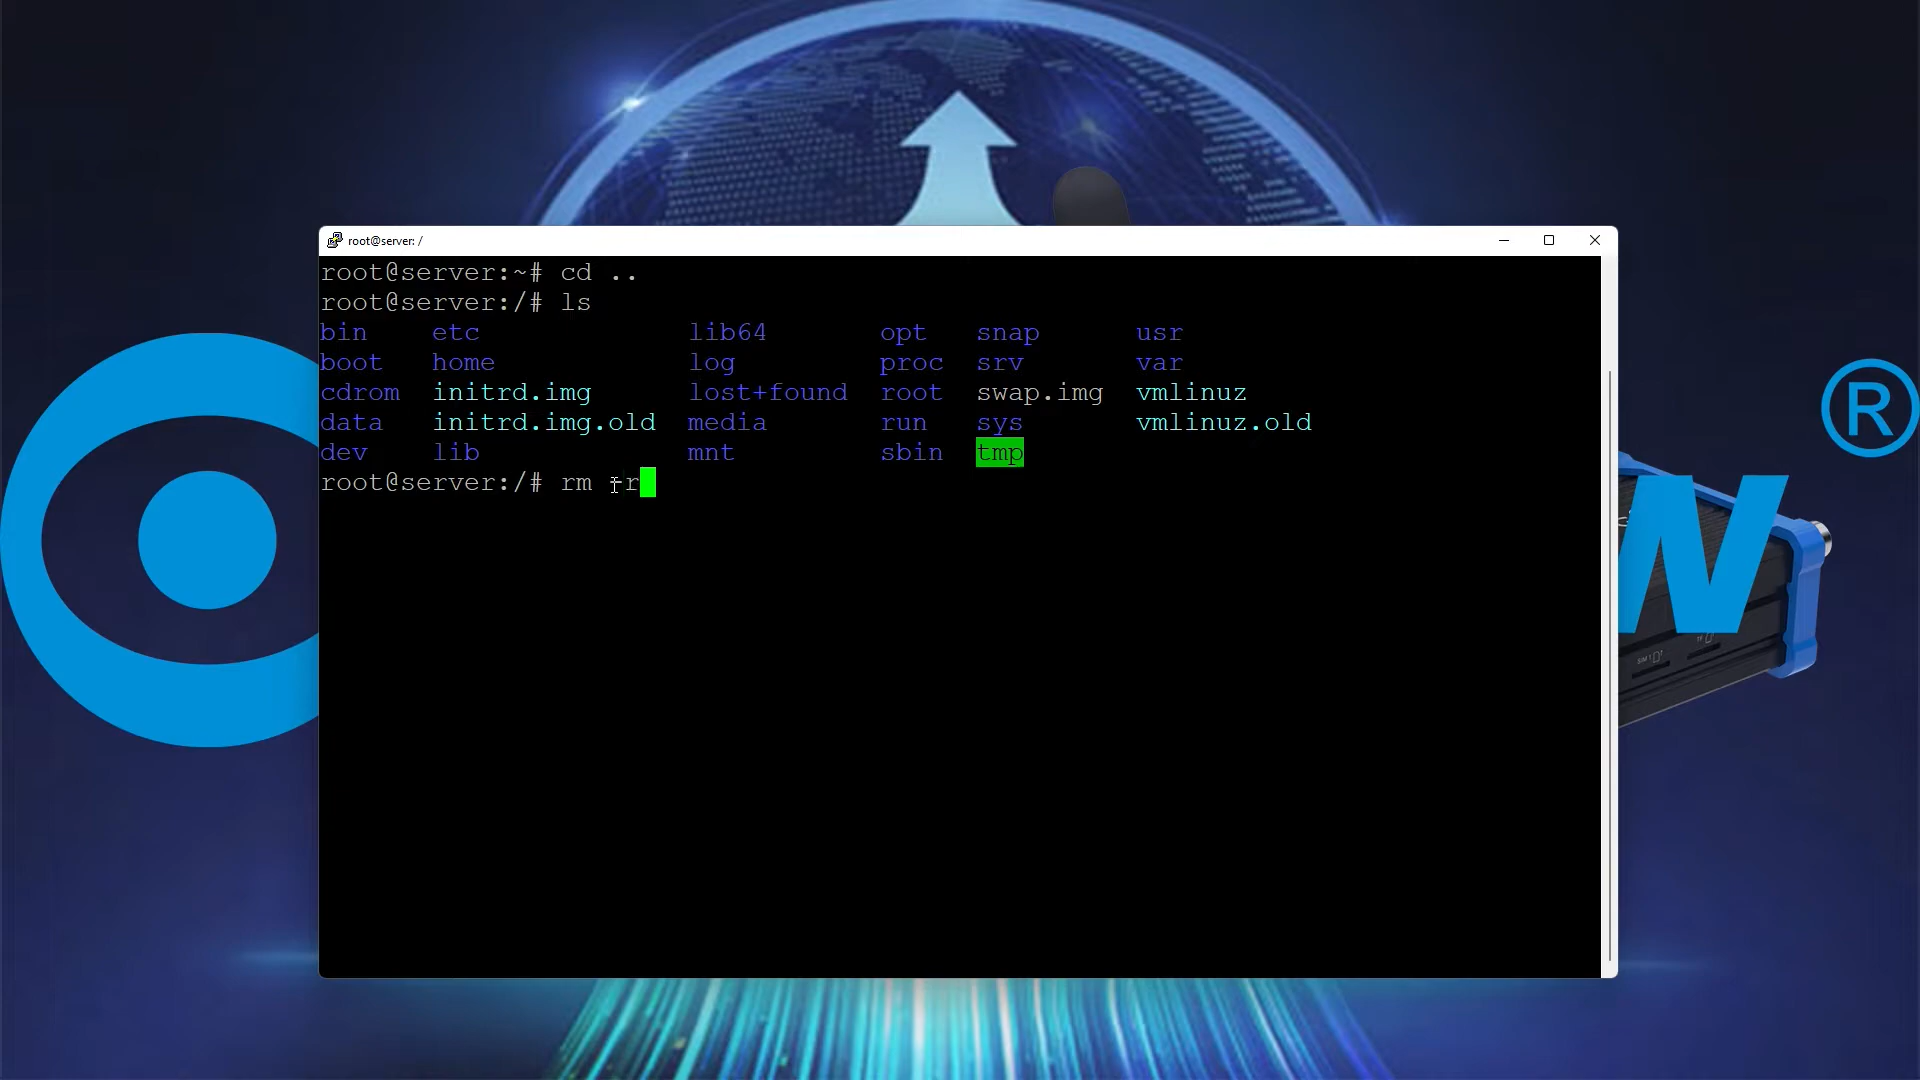 root@server: /
root@server:~# cd ..
root@server:/# ls
bin etc lib64 opt snap usr
boot home log proc srv var
cdrom initrd.img lost+found root swap.img vmlinuz
data initrd.img.old media run sys vmlinuz.old
dev lib mnt sbin tmp
root@server:/# rm -r
W
®
SIM 1